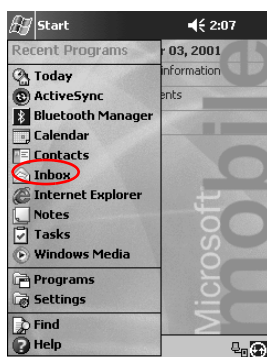 Start 2:07
Recent Programs
r 03, 2001
Today
information
ActiveSync
ents
Bluetooth Manager
Calendar
Contacts
Inbox
Internet Explorer
Notes
Tasks
Windows Media
Programs
Settings
Find
Help
Microsoft
mobile